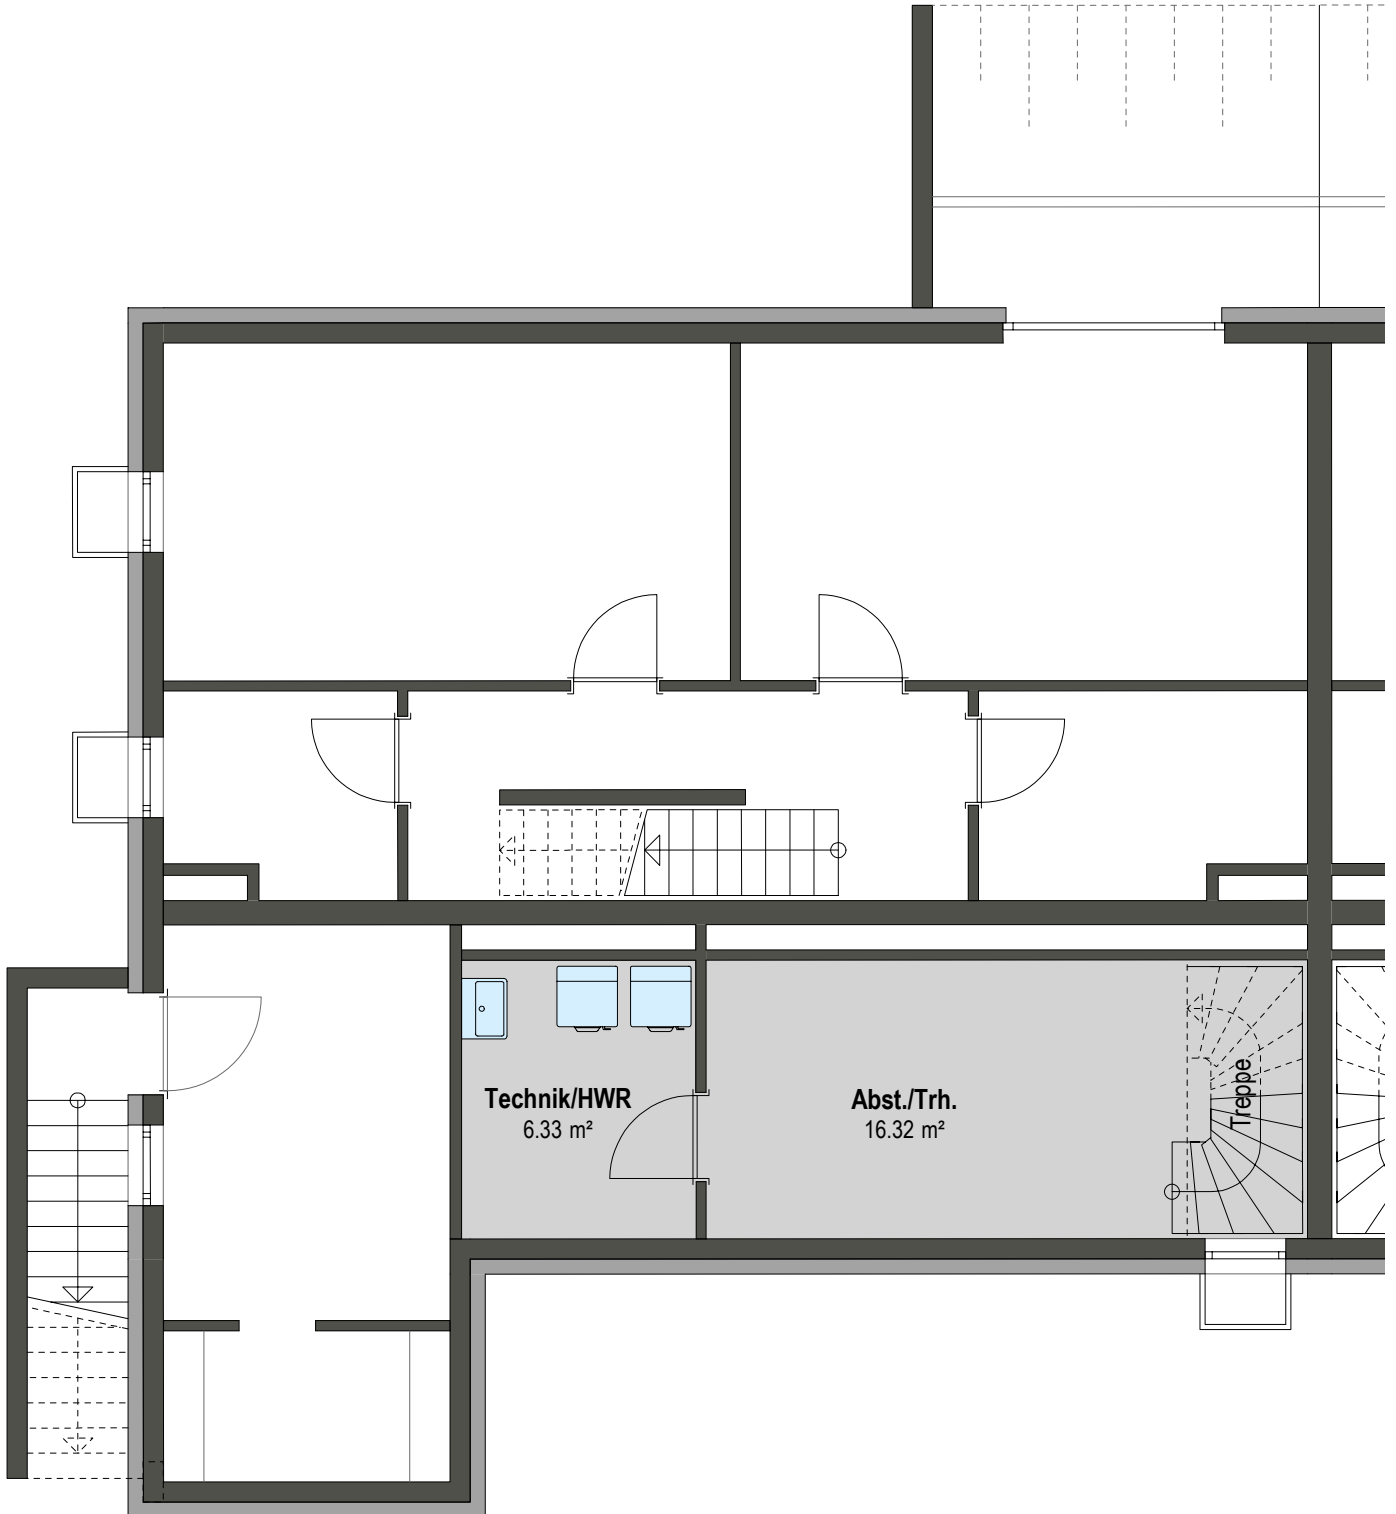 Technik/HWR
6.33 m²
Abst./Trh.
16.32 m²
Treppe